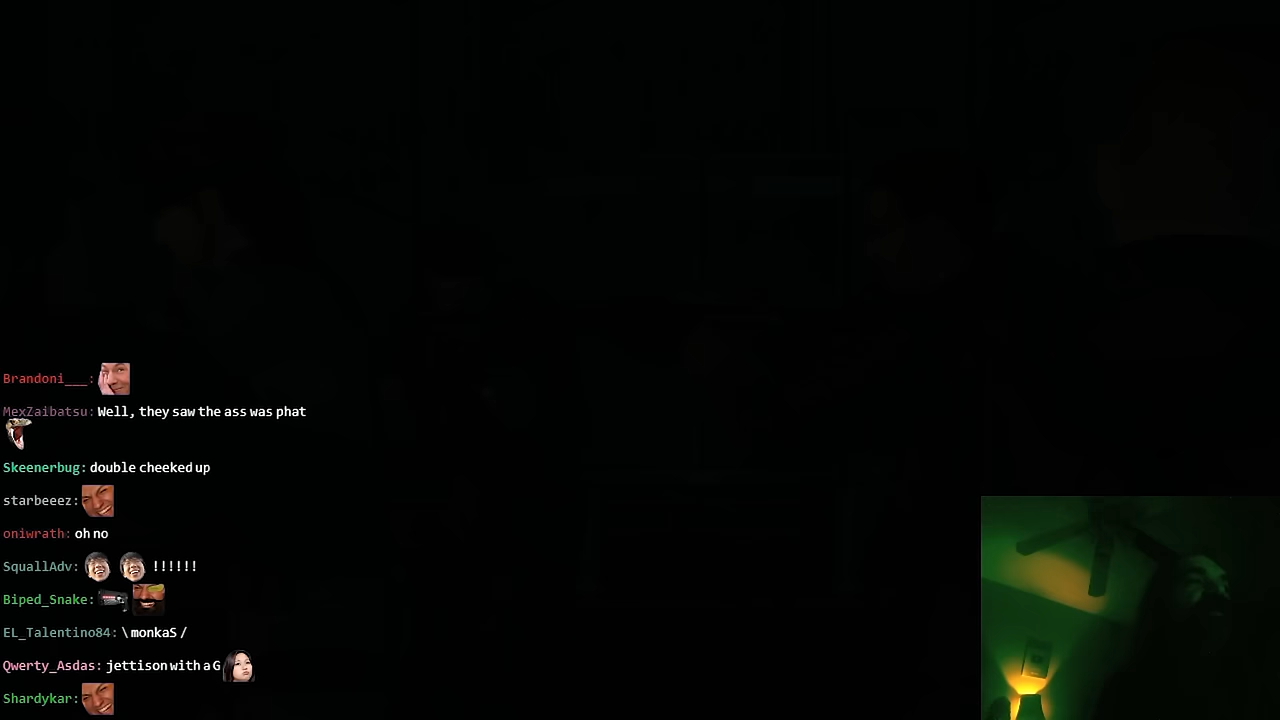 Brandoni___:
MexZaibatsu: Well, they saw the ass was phat
Skeenerbug: double cheeked up
starbeeez:
oniwrath: oh no
SquallAdv: !!!!!!
Biped_Snake:
EL_Talentino84: \ monkaS /
Qwerty_Asdas: jettison with a G
Shardykar: